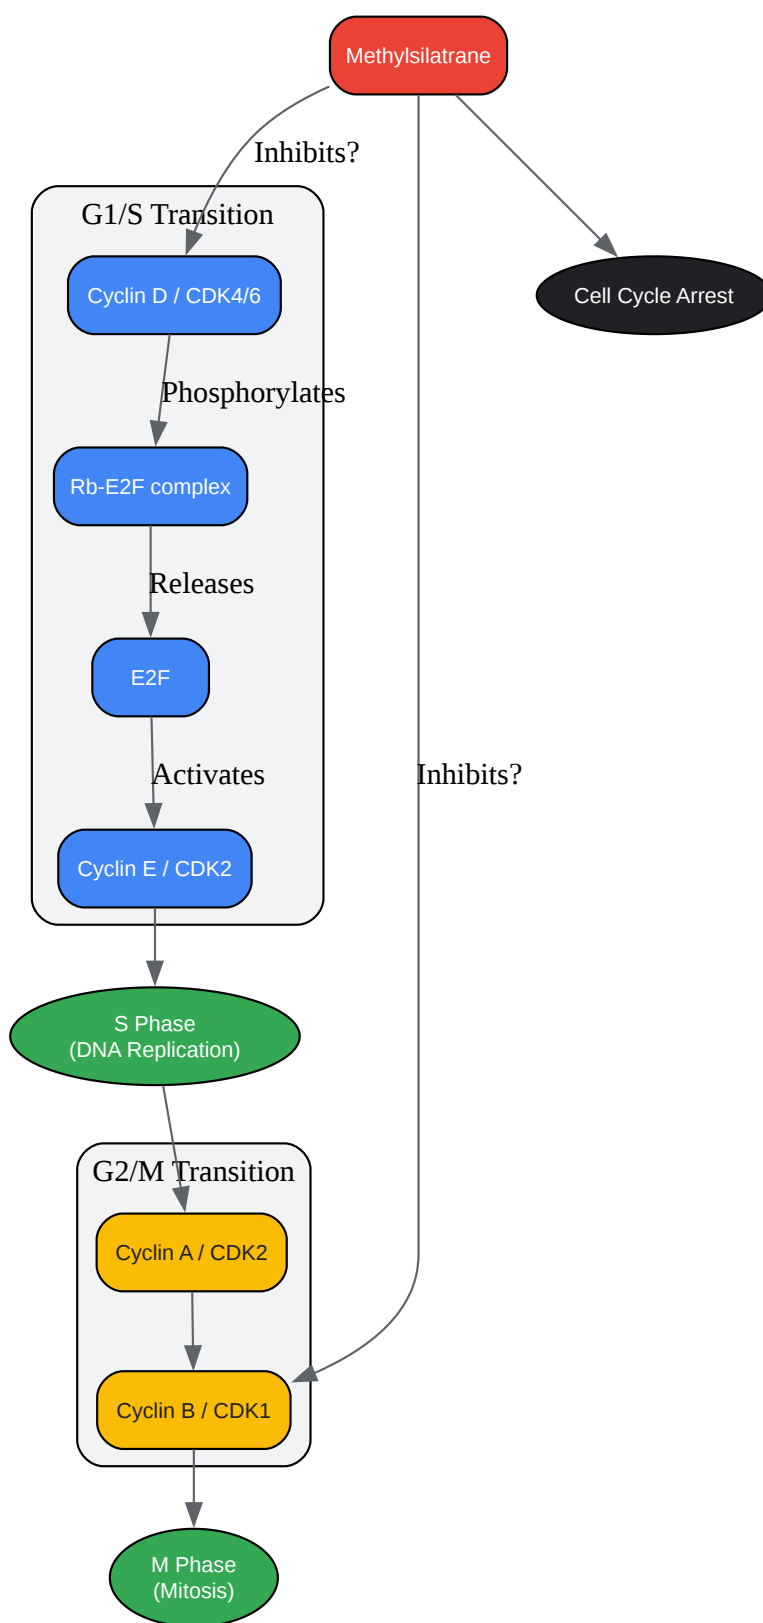 Methylsilatrane
Inhibits?
G1/S Transition
Cyclin D / CDK4/6
Cell Cycle Arrest
Phosphorylates
Rb-E2F complex
Releases
E2F
Activates
Inhibits?
Cyclin E / CDK2
S Phase
(DNA Replication)
G2/M Transition
Cyclin A / CDK2
Cyclin B / CDK1
M Phase
(Mitosis)